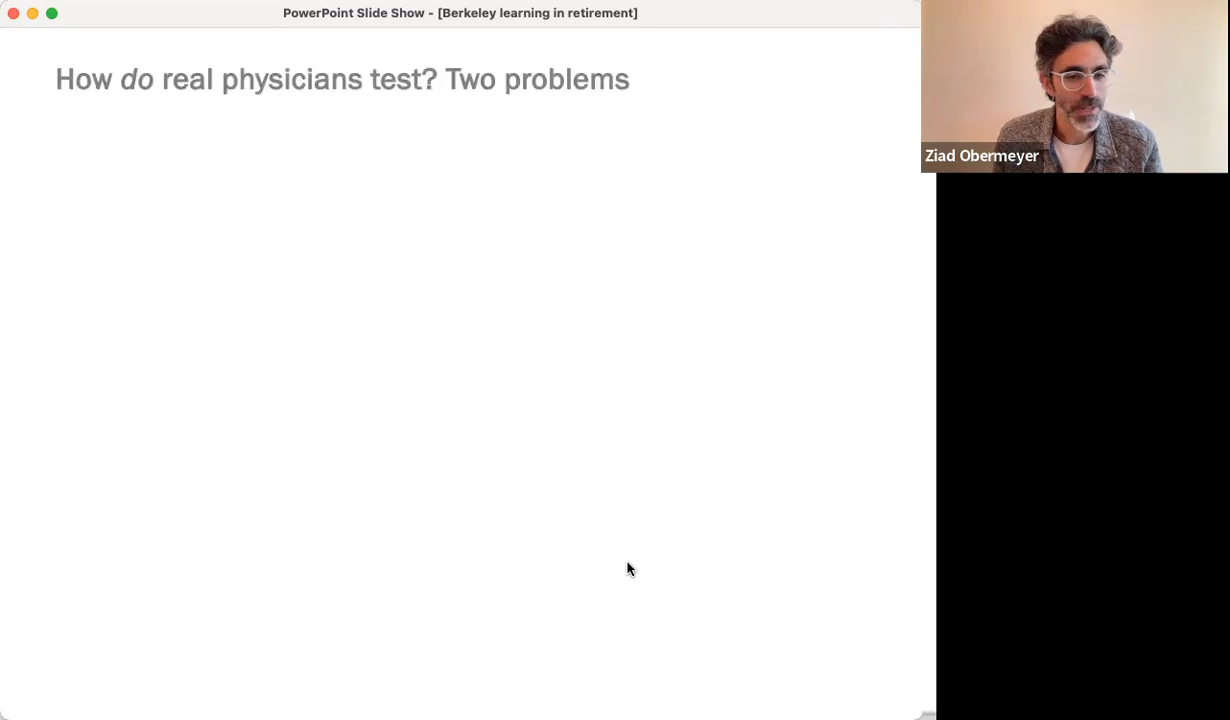 PowerPoint Slide Show - [Berkeley learning in retirement]
How do real physicians test? Two problems
Ziad Obermeyer